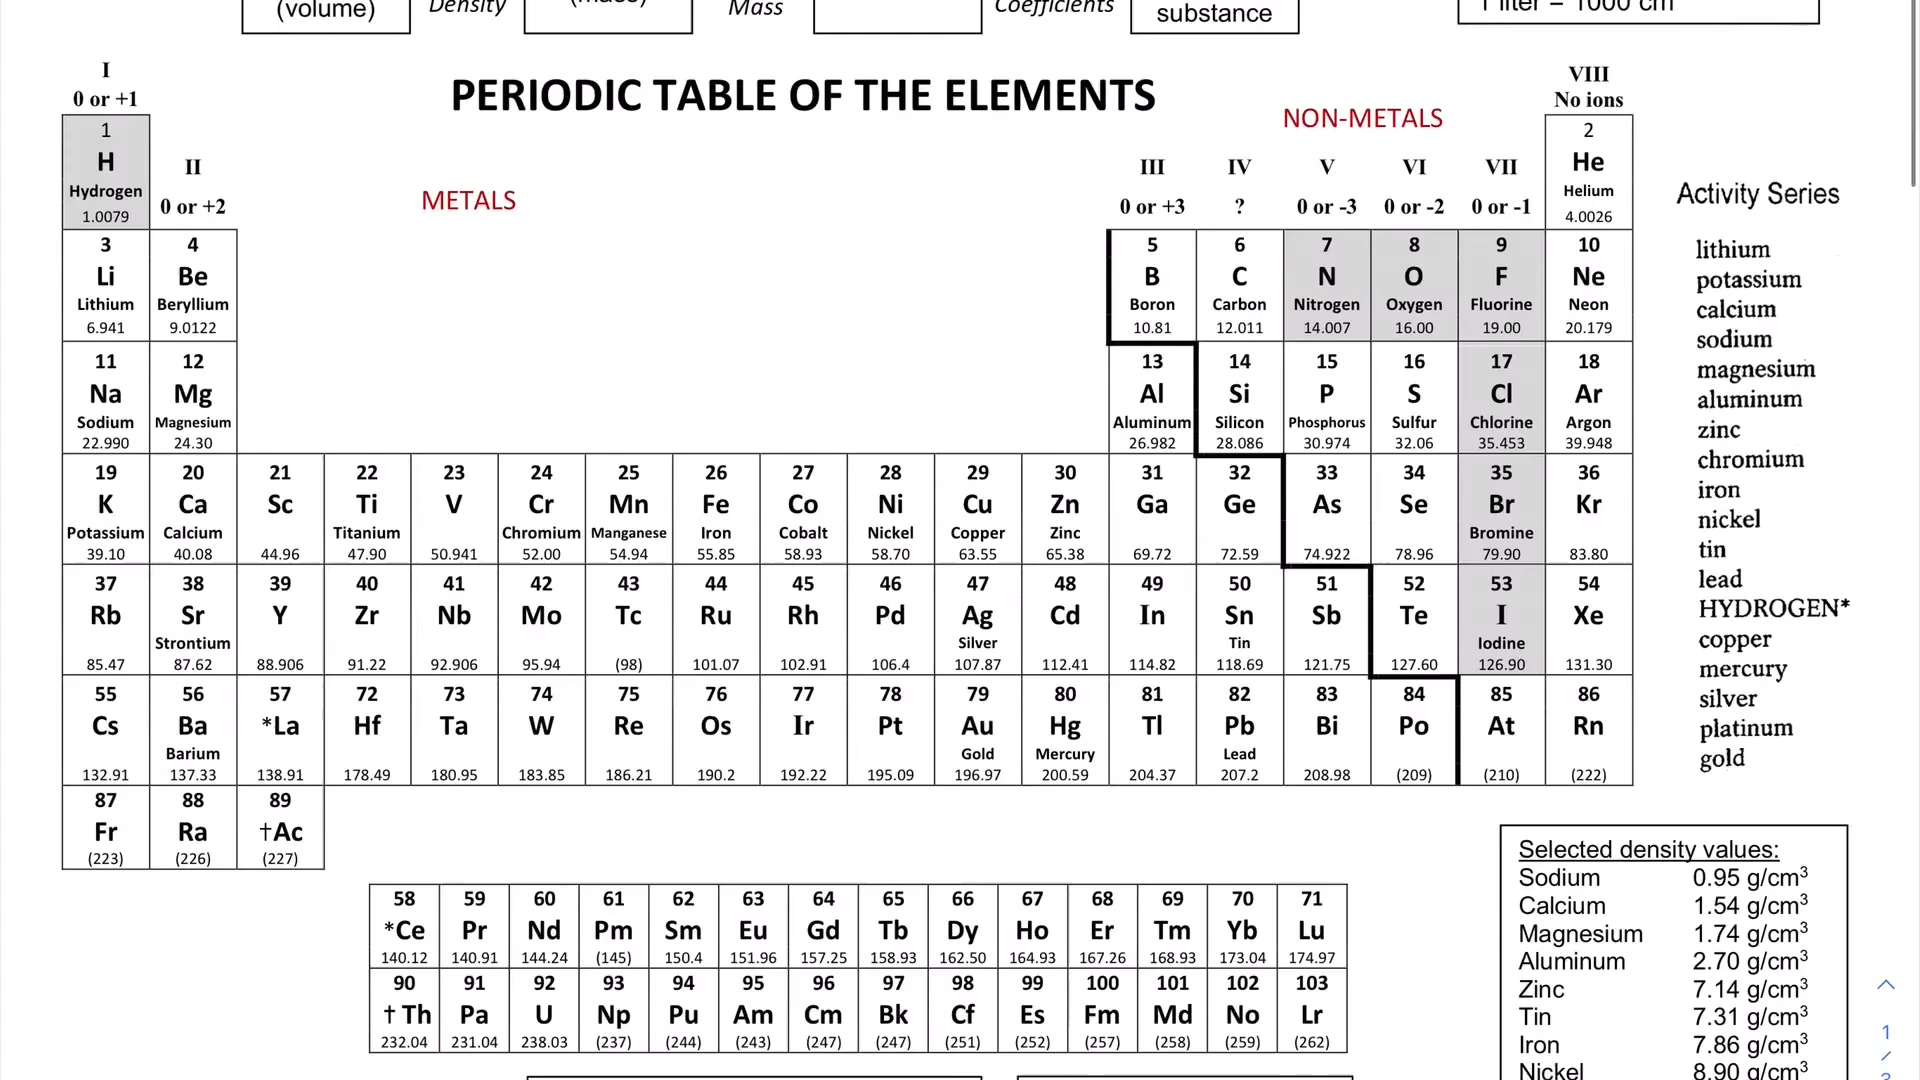 (volume) Density (mass) Mass Coefficients substance 1 liter = 1000 cm
I VIII
0 or +1 PERIODIC TABLE OF THE ELEMENTS No ions
NON-METALS
1 2
H He
Hydrogen Helium
1.0079 4.0026
II III IV V VI VII
METALS
0 or +2 0 or +3 ? 0 or -3 0 or -2 0 or -1
3 4 5 6 7 8 9 10
Li Be B C N O F Ne
Lithium Beryllium Boron Carbon Nitrogen Oxygen Fluorine Neon
6.941 9.0122 10.81 12.011 14.007 16.00 19.00 20.179
11 12 13 14 15 16 17 18
Na Mg Al Si P S Cl Ar
Sodium Magnesium Aluminum Silicon Phosphorus Sulfur Chlorine Argon
22.990 24.30 26.982 28.086 30.974 32.06 35.453 39.948
19 20 21 22 23 24 25 26 27 28 29 30 31 32 33 34 35 36
K Ca Sc Ti V Cr Mn Fe Co Ni Cu Zn Ga Ge As Se Br Kr
Potassium Calcium Titanium Chromium Manganese Iron Cobalt Nickel Copper Zinc Bromine
39.10 40.08 44.96 47.90 50.941 52.00 54.94 55.85 58.93 58.70 63.55 65.38 69.72 72.59 74.922 78.96 79.90 83.80
37 38 39 40 41 42 43 44 45 46 47 48 49 50 51 52 53 54
Rb Sr Y Zr Nb Mo Tc Ru Rh Pd Ag Cd In Sn Sb Te I Xe
Strontium Silver Tin Iodine
85.47 87.62 88.906 91.22 92.906 95.94 (98) 101.07 102.91 106.4 107.87 112.41 114.82 118.69 121.75 127.60 126.90 131.30
55 56 57 72 73 74 75 76 77 78 79 80 81 82 83 84 85 86
Cs Ba *La Hf Ta W Re Os Ir Pt Au Hg Tl Pb Bi Po At Rn
Barium Gold Mercury Lead
132.91 137.33 138.91 178.49 180.95 183.85 186.21 190.2 192.22 195.09 196.97 200.59 204.37 207.2 208.98 (209) (210) (222)
87 88 89
Fr Ra †Ac
(223) (226) (227)
58 59 60 61 62 63 64 65 66 67 68 69 70 71
*Ce Pr Nd Pm Sm Eu Gd Tb Dy Ho Er Tm Yb Lu
140.12 140.91 144.24 (145) 150.4 151.96 157.25 158.93 162.50 164.93 167.26 168.93 173.04 174.97
90 91 92 93 94 95 96 97 98 99 100 101 102 103
† Th Pa U Np Pu Am Cm Bk Cf Es Fm Md No Lr
232.04 231.04 238.03 (237) (244) (243) (247) (247) (251) (252) (257) (258) (259) (262)
Activity Series
lithium
potassium
calcium
sodium
magnesium
aluminum
zinc
chromium
iron
nickel
tin
lead
HYDROGEN*
copper
mercury
silver
platinum
gold
Selected density values:
Sodium 0.95 g/cm³
Calcium 1.54 g/cm³
Magnesium 1.74 g/cm³
Aluminum 2.70 g/cm³
Zinc 7.14 g/cm³
Tin 7.31 g/cm³
Iron 7.86 g/cm³
Nickel 8.90 g/cm³
1
/